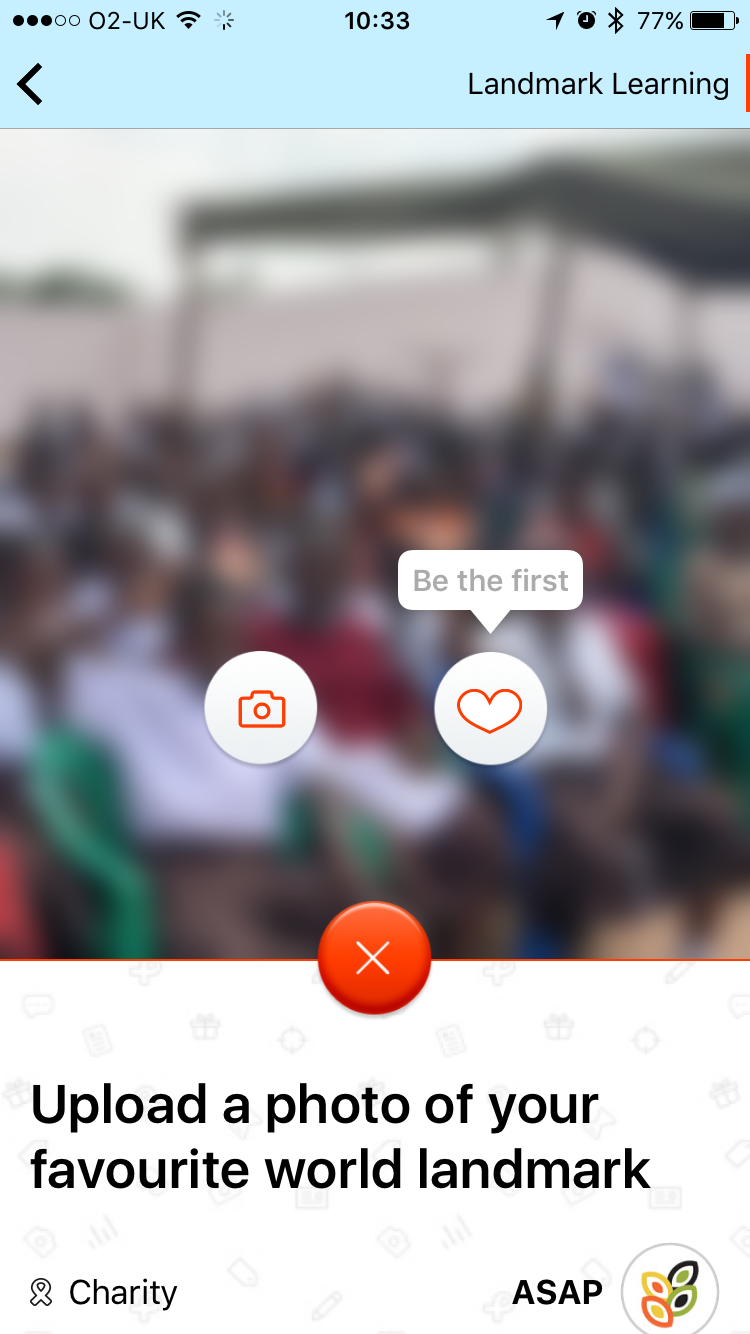 O2-UK 10:33 77%
Landmark Learning
Be the first
Upload a photo of your
favourite world landmark
Charity ASAP